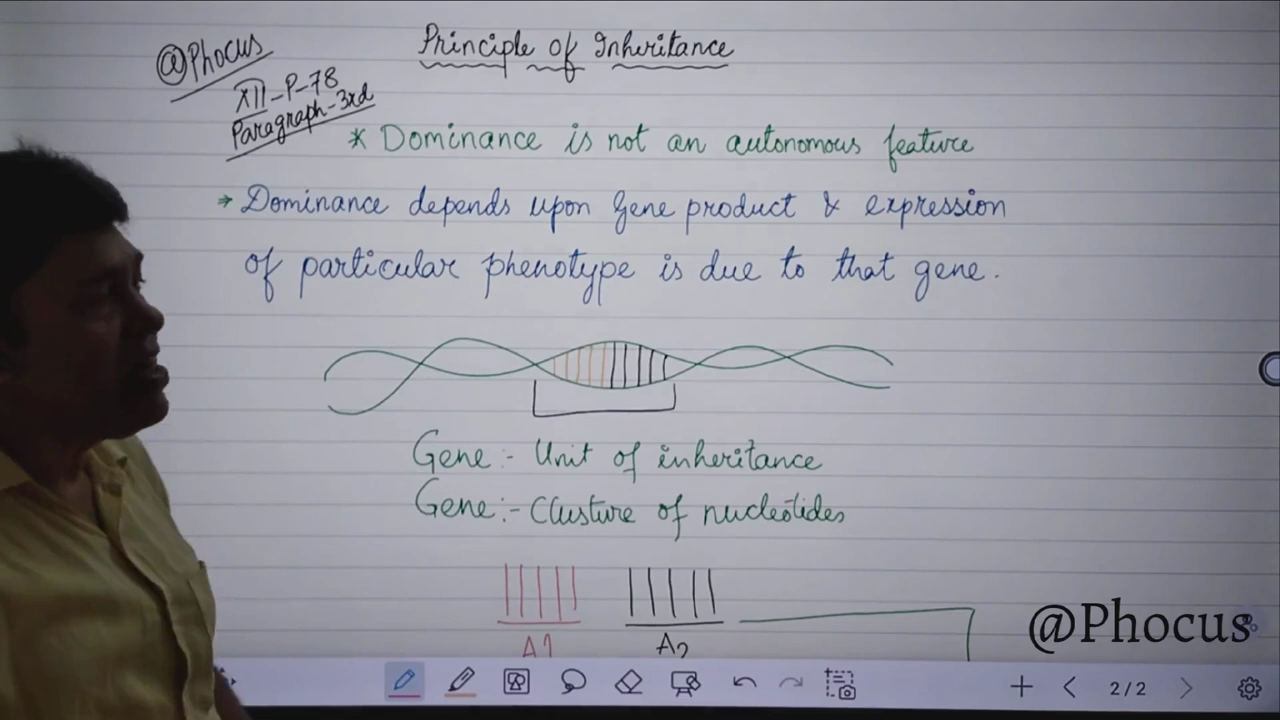 Principle of Inheritance
@Phocus
XII-P-78
Paragraph-3rd
* Dominance is not an autonomous feature
→ Dominance depends upon Gene product & expression
of particular phenotype is due to that gene.
Gene:- Unit of inheritance
Gene:- Clusture of nucleotides
A1 A2
@Phocus
2/2